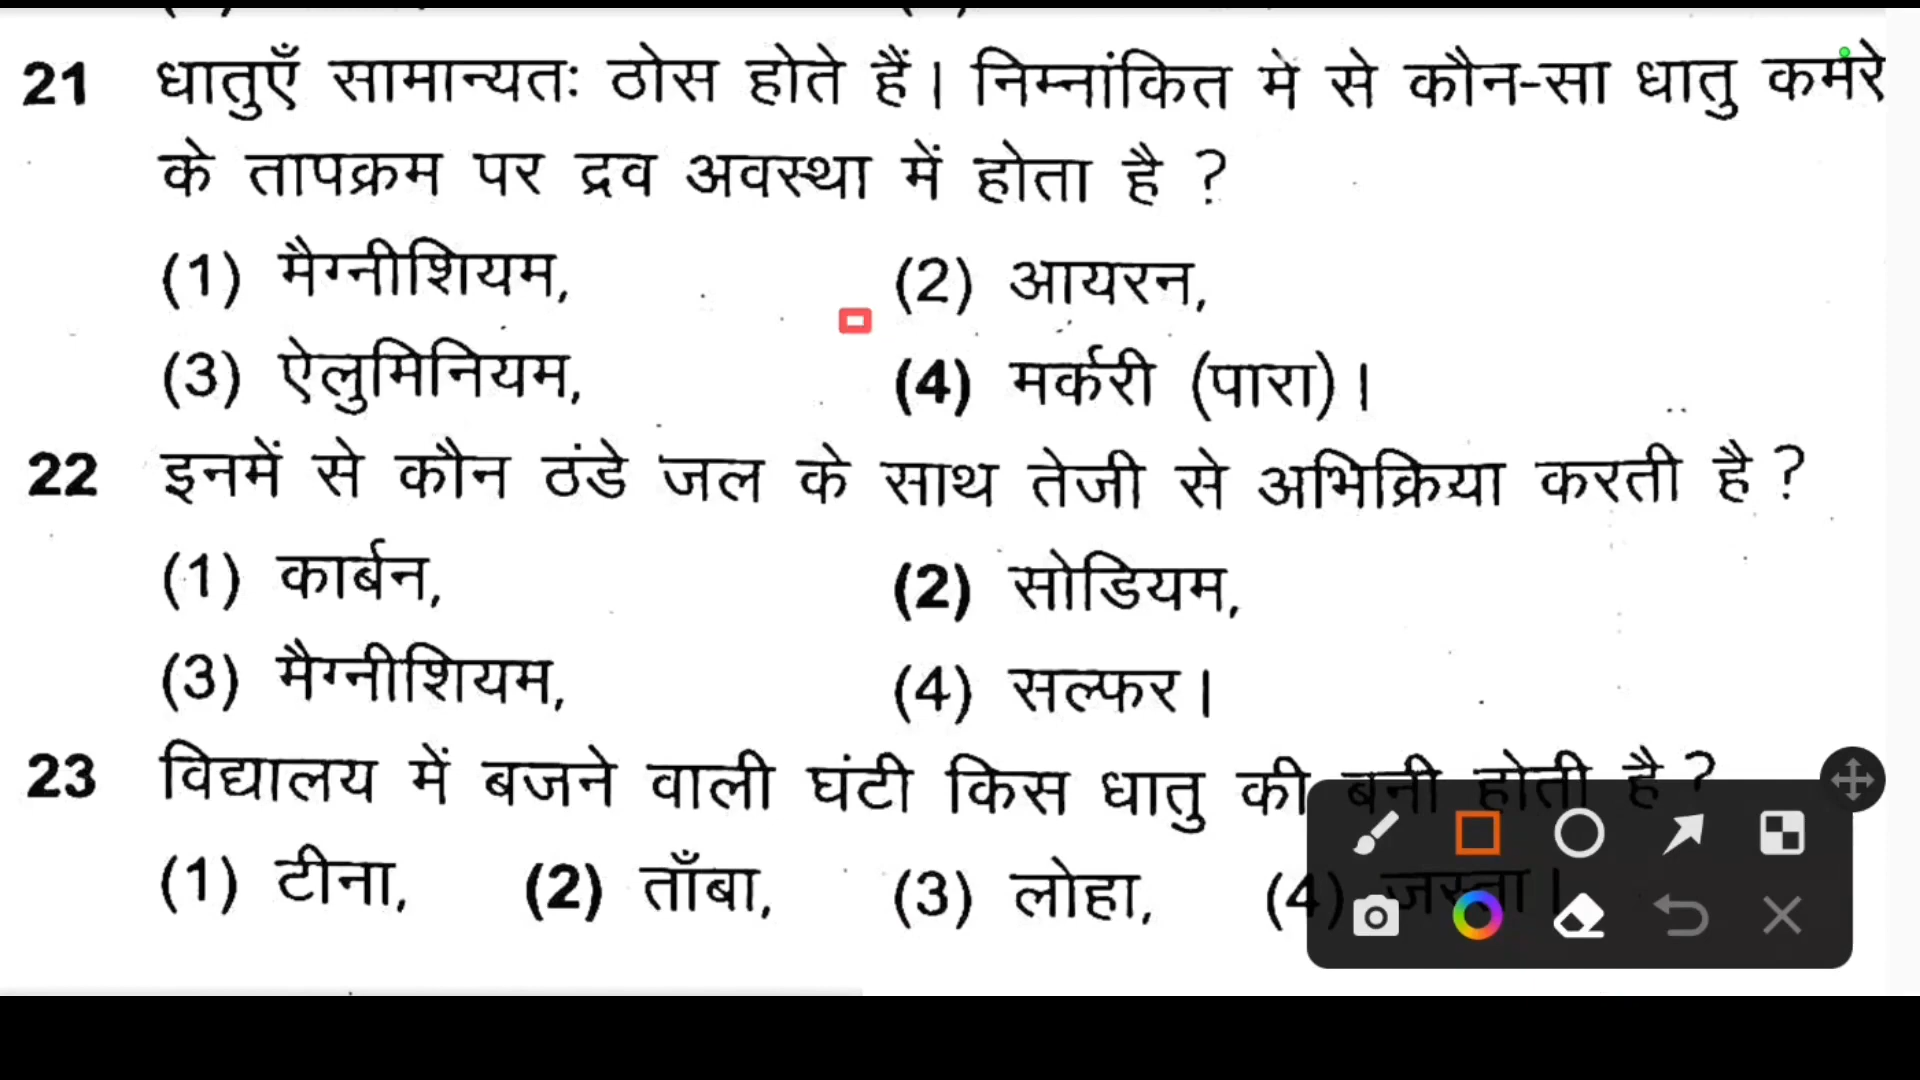 21 धातुएँ सामान्यतः ठोस होते हैं। निम्नांकित में से कौन-सा धातु कमरे
के तापक्रम पर द्रव अवस्था में होता है ?
(1) मैग्नीशियम, (2) आयरन,
(3) ऐलुमिनियम, (4) मर्करी (पारा)।
22 इनमें से कौन ठंडे जल के साथ तेजी से अभिक्रिया करती है ?
(1) कार्बन, (2) सोडियम,
(3) मैग्नीशियम, (4) सल्फर।
23 विद्यालय में बजने वाली घंटी किस धातु की बनी होती है ?
(1) टीना, (2) ताँबा, (3) लोहा, (4) जस्ता।